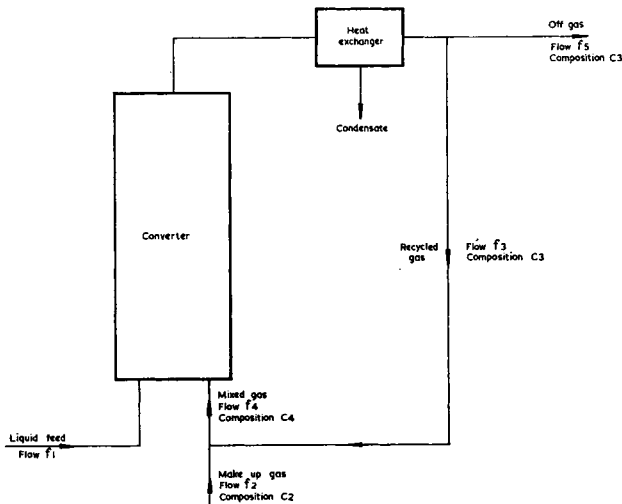 Heat
exchanger
Off gas
Flow f5
Composition C3
Condensate
Converter
Recycled
gas
Flow f3
Composition C3
Mixed gas
Flow f4
Composition C4
Liquid feed
Flow f1
Make up gas
Flow f2
Composition C2